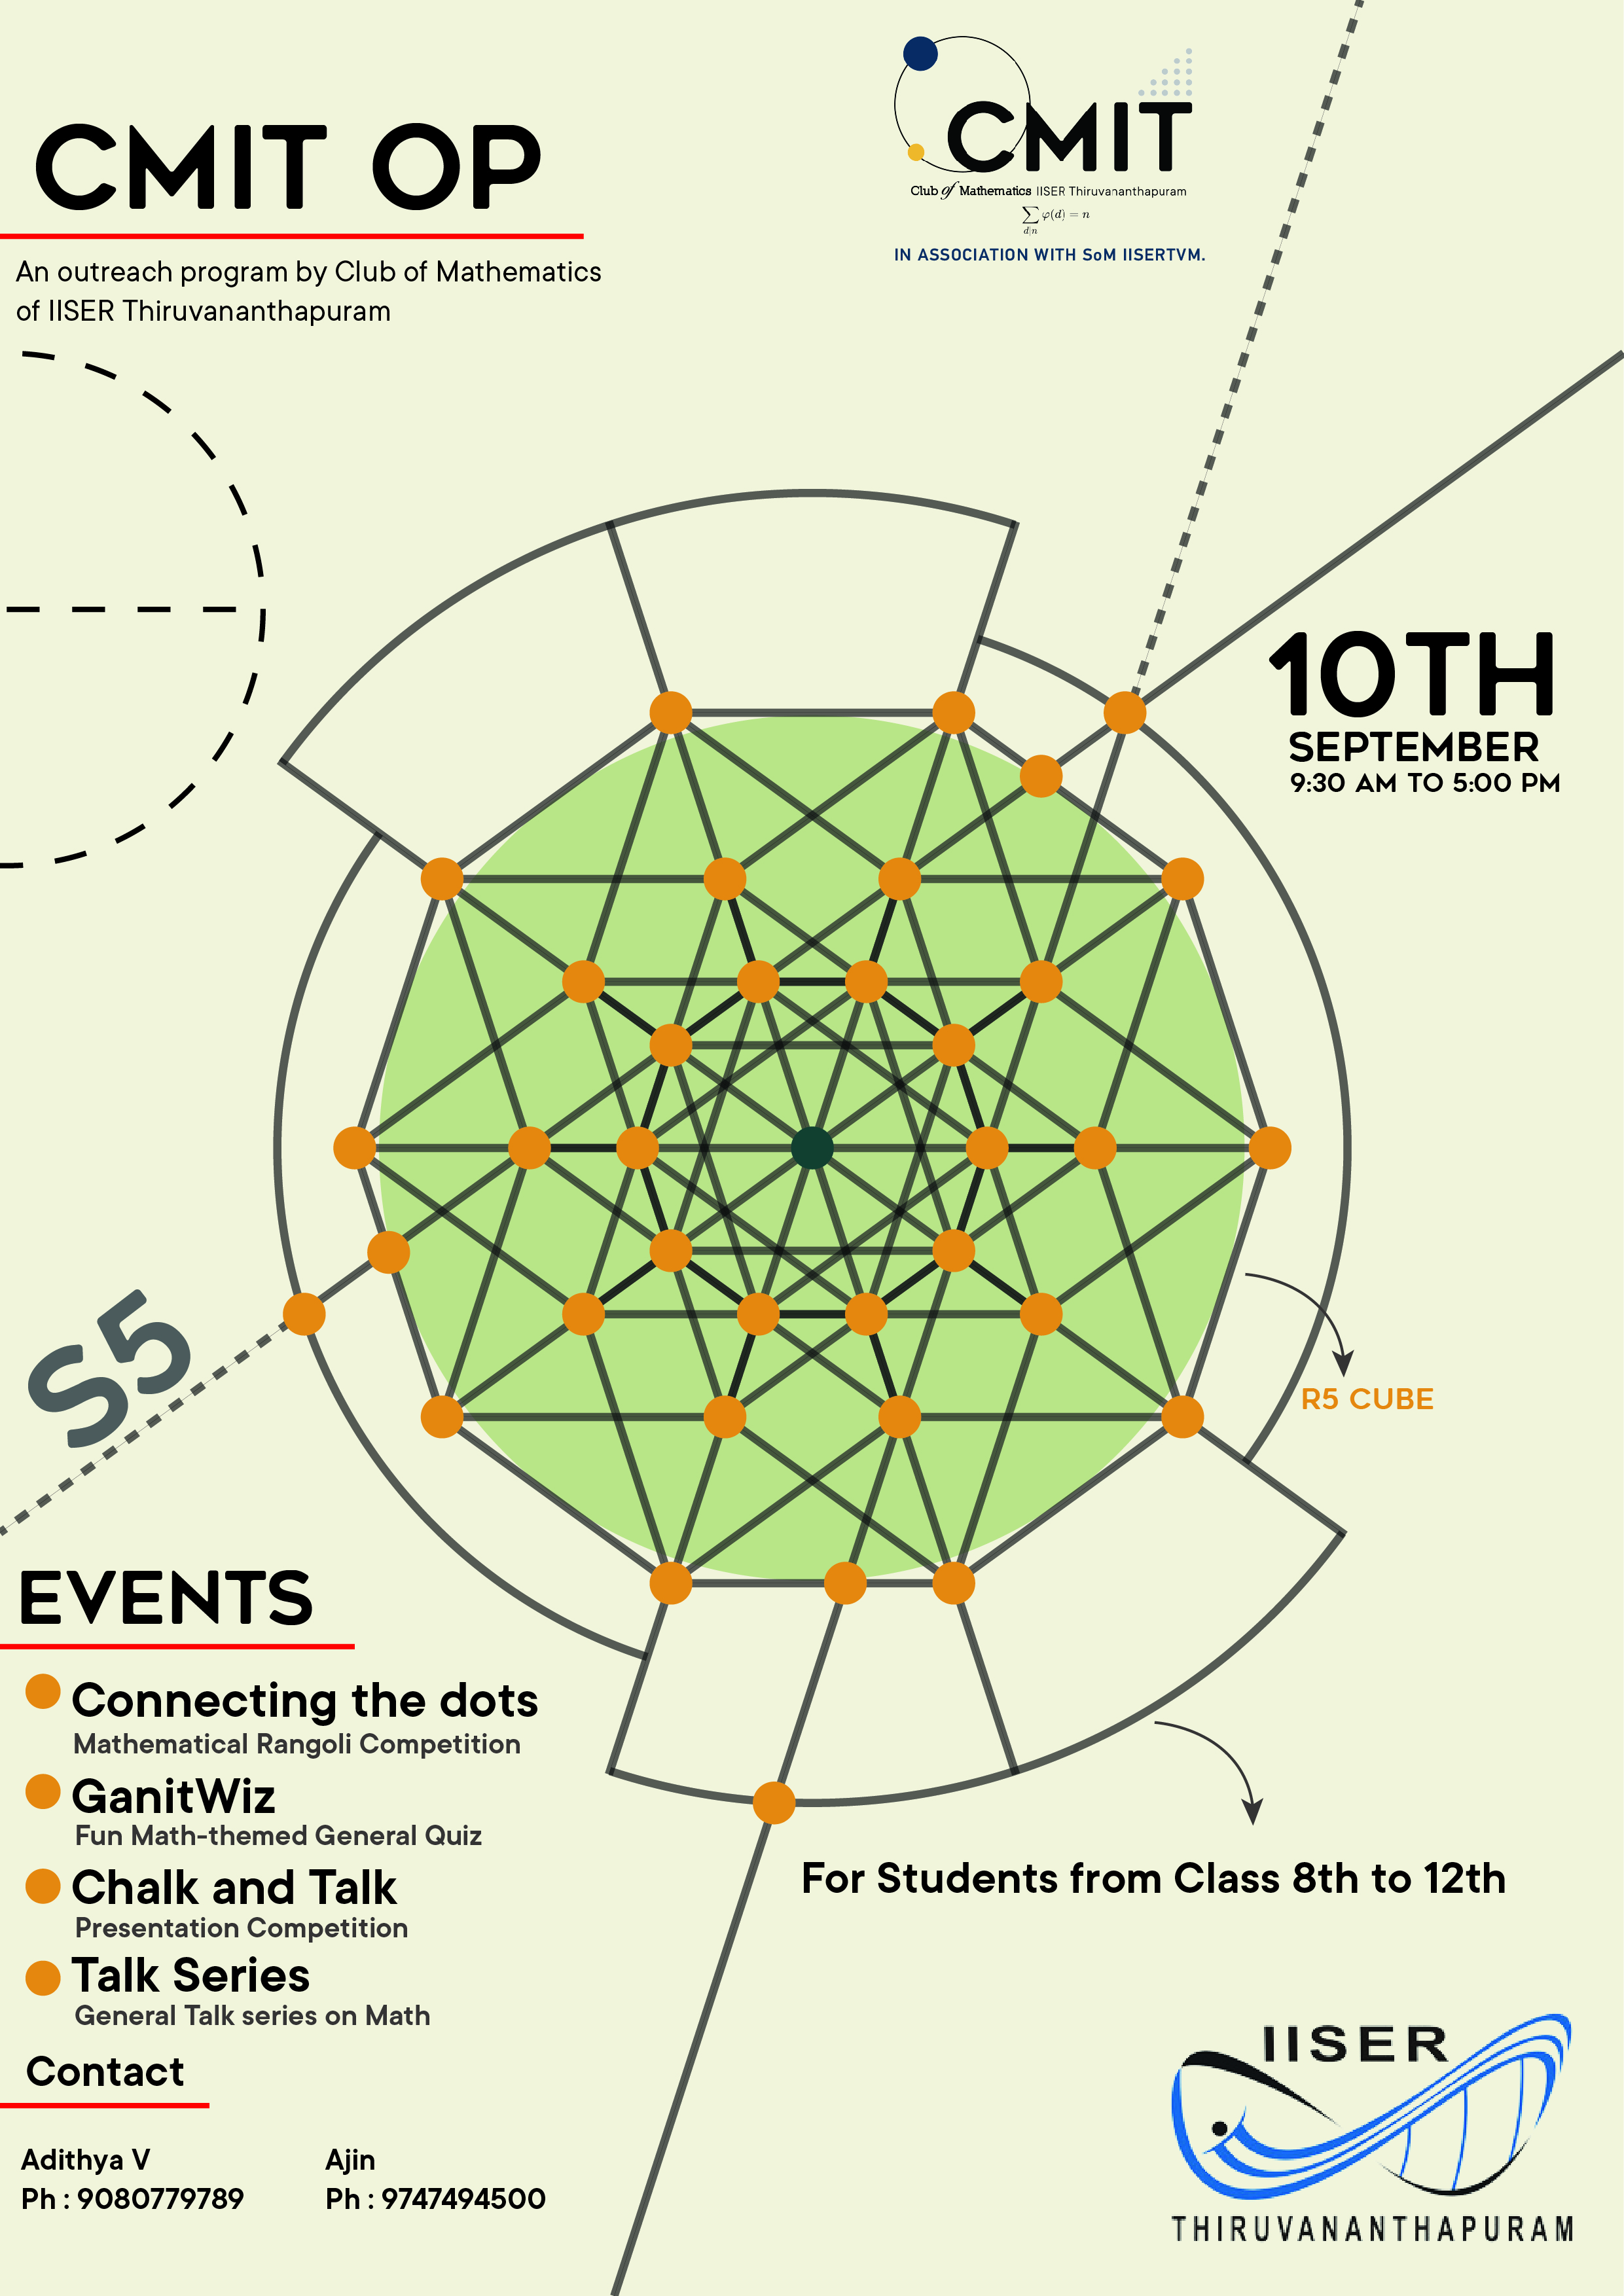 CMIT OP
An outreach program by Club of Mathematics
of IISER Thiruvananthapuram
CMIT
Club of Mathematics IISER Thiruvananthapuram
∑ φ(d) = n
d|n
IN ASSOCIATION WITH SoM IISERTVM.
10TH
SEPTEMBER
9:30 AM TO 5:00 PM
S5
R5 CUBE
EVENTS
Connecting the dots
Mathematical Rangoli Competition
GanitWiz
Fun Math-themed General Quiz
Chalk and Talk
Presentation Competition
Talk Series
General Talk series on Math
For Students from Class 8th to 12th
Contact
Adithya V
Ph : 9080779789
Ajin
Ph : 9747494500
IISER
THIRUVANANTHAPURAM